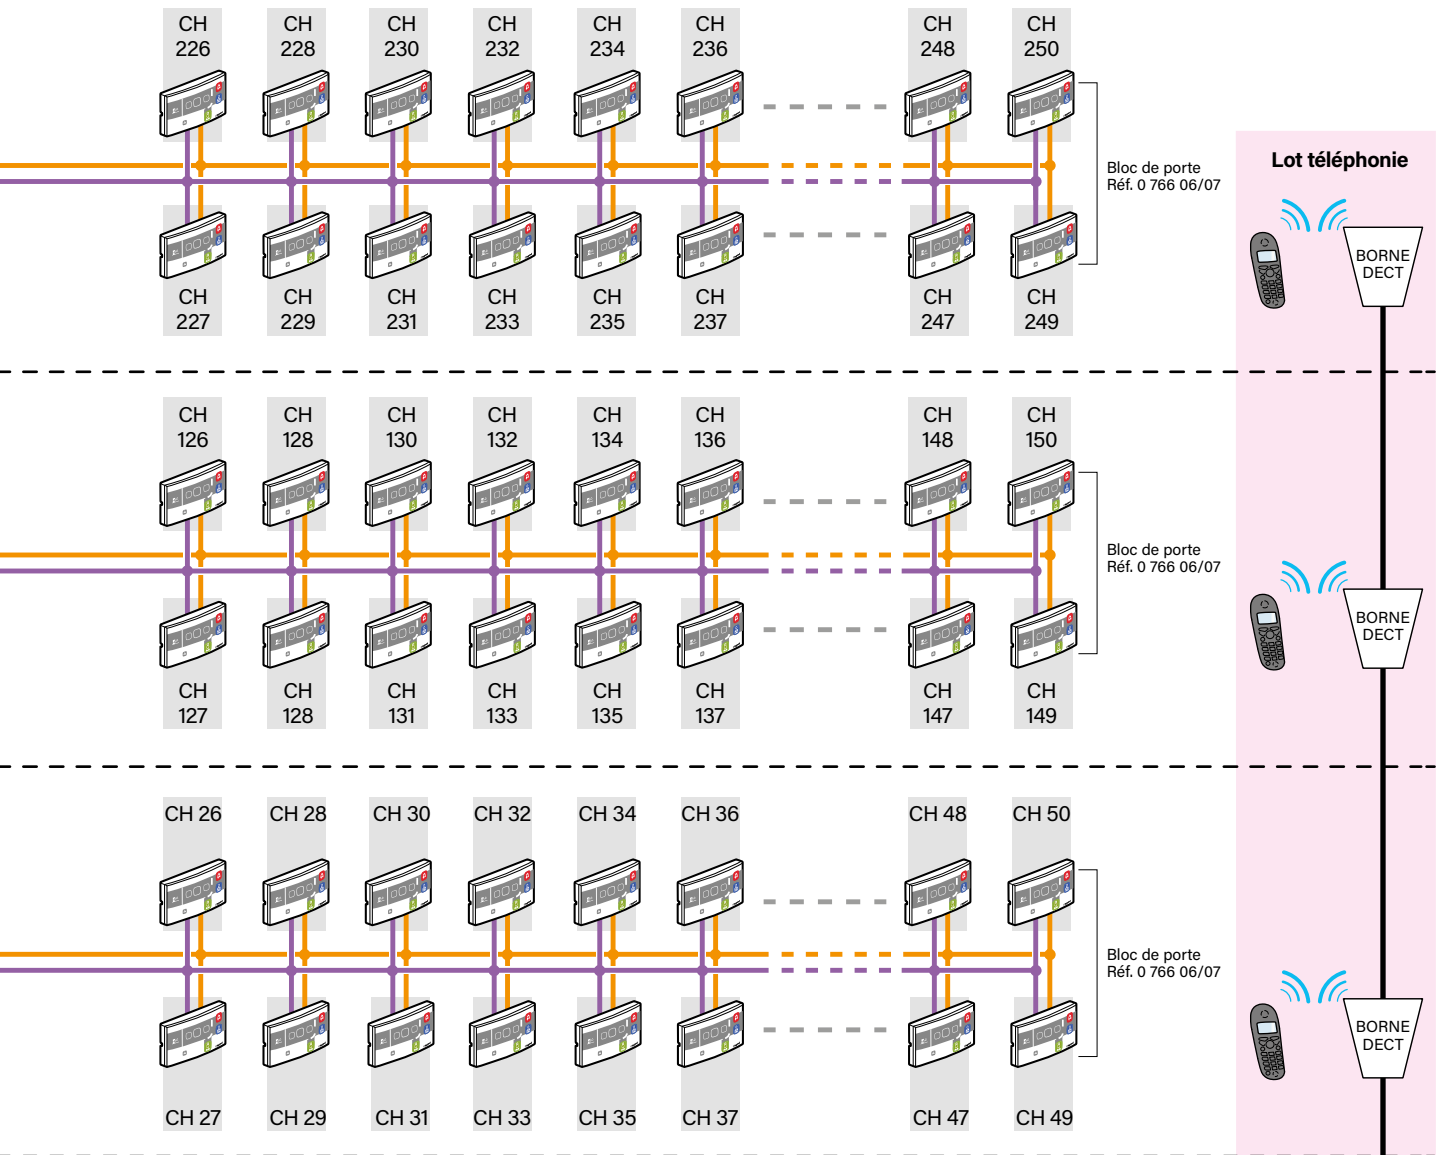 CH
226
CH
228
CH
230
CH
232
CH
234
CH
236
CH
248
CH
250
Bloc de porte
Réf. 0 766 06/07
CH
227
CH
229
CH
231
CH
233
CH
235
CH
237
CH
247
CH
249
Lot téléphonie
BORNE
DECT
CH
126
CH
128
CH
130
CH
132
CH
134
CH
136
CH
148
CH
150
Bloc de porte
Réf. 0 766 06/07
CH
127
CH
128
CH
131
CH
133
CH
135
CH
137
CH
147
CH
149
BORNE
DECT
CH 26
CH 28
CH 30
CH 32
CH 34
CH 36
CH 48
CH 50
Bloc de porte
Réf. 0 766 06/07
CH 27
CH 29
CH 31
CH 33
CH 35
CH 37
CH 47
CH 49
BORNE
DECT